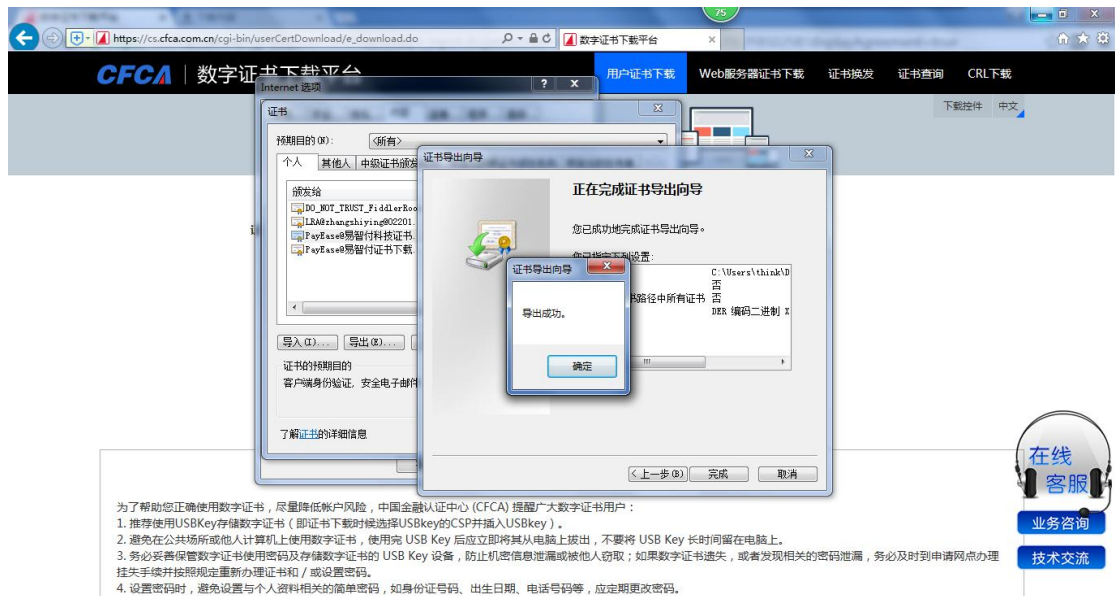 75
https://cs.cfca.com.cn/cgi-bin/userCertDownload/e_download.do
数字证书下载平台
CFCA 数字证书下载平台
用户证书下载 Web服务器证书下载 证书换发 证书查询 CRL下载
下载控件 中文
Internet 选项
证书
预期目的(N):
<所有>
个人 其他人 中级证书颁发
颁发给
DO_NOT_TRUST_FiddlerRoo
LRA@zhangshiying@02201.
PayEase@易智付科技证书.
PayEase@易智付证书下载.
导入(I)... 导出(E)...
证书的预期目的
客户端身份验证, 安全电子邮件
了解证书的详细信息
证书导出向导
正在完成证书导出向导
您已成功地完成证书导出向导。
您已指定下列设置:
C:\Users\think\D
否
书路径中所有证书 否
DER 编码二进制 X
<上一步(B) 完成 取消
证书导出向导
导出成功。
确定
在线
客服
业务咨询
技术交流
为了帮助您正确使用数字证书,尽量降低帐户风险,中国金融认证中心 (CFCA) 提醒广大数字证书用户:
1. 推荐使用USBKey存储数字证书(即证书下载时候选择USBkey的CSP并插入USBkey)。
2. 避免在公共场所或他人计算机上使用数字证书,使用完 USB Key 后应立即将其从电脑上拔出,不要将 USB Key 长时间留在电脑上。
3. 务必妥善保管数字证书使用密码及存储数字证书的 USB Key 设备,防止机密信息泄漏或被他人窃取;如果数字证书遗失,或者发现相关的密码泄漏,务必及时到申请网点办理
挂失手续并按照规定重新办理证书和 / 或设置密码。
4. 设置密码时,避免设置与个人资料相关的简单密码,如身份证号码、出生日期、电话号码等,应定期更改密码。